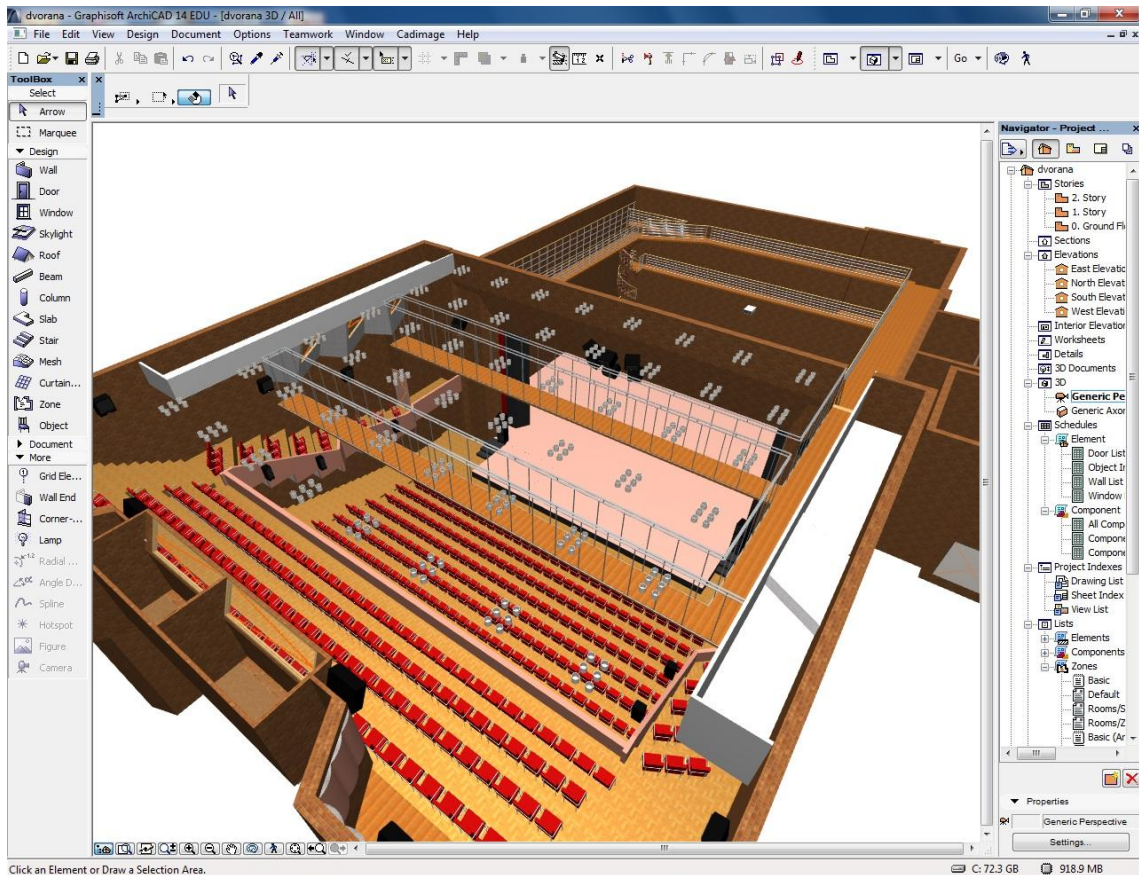 dvorana - Graphisoft ArchiCAD 14 EDU - [dvorana 3D / All]
File Edit View Design Document Options Teamwork Window Cadimage Help
Go
ToolBox
Select
Arrow
Marquee
Design
Wall
Door
Window
Skylight
Roof
Beam
Column
Slab
Stair
Mesh
Curtain...
Zone
Object
Document
More
Grid Ele...
Wall End
Corner-...
Lamp
Radial ...
Angle D...
Spline
Hotspot
Figure
Camera
Navigator - Project ...
dvorana
Stories
2. Story
1. Story
0. Ground Fl
Sections
Elevations
East Elevatio
North Elevat
South Elevat
West Elevati
Interior Elevation
Worksheets
Details
3D Documents
3D
Generic Pe
Generic Axor
Schedules
Element
Door List
Object Ir
Wall List
Window
Component
All Comp
Compone
Compone
Project Indexes
Drawing List
Sheet Index
View List
Lists
Elements
Components
Zones
Basic
Default
Rooms/S
Rooms/Z
Basic (Ar
Properties
Generic Perspective
Settings...
Click an Element or Draw a Selection Area.
C: 72.3 GB
918.9 MB